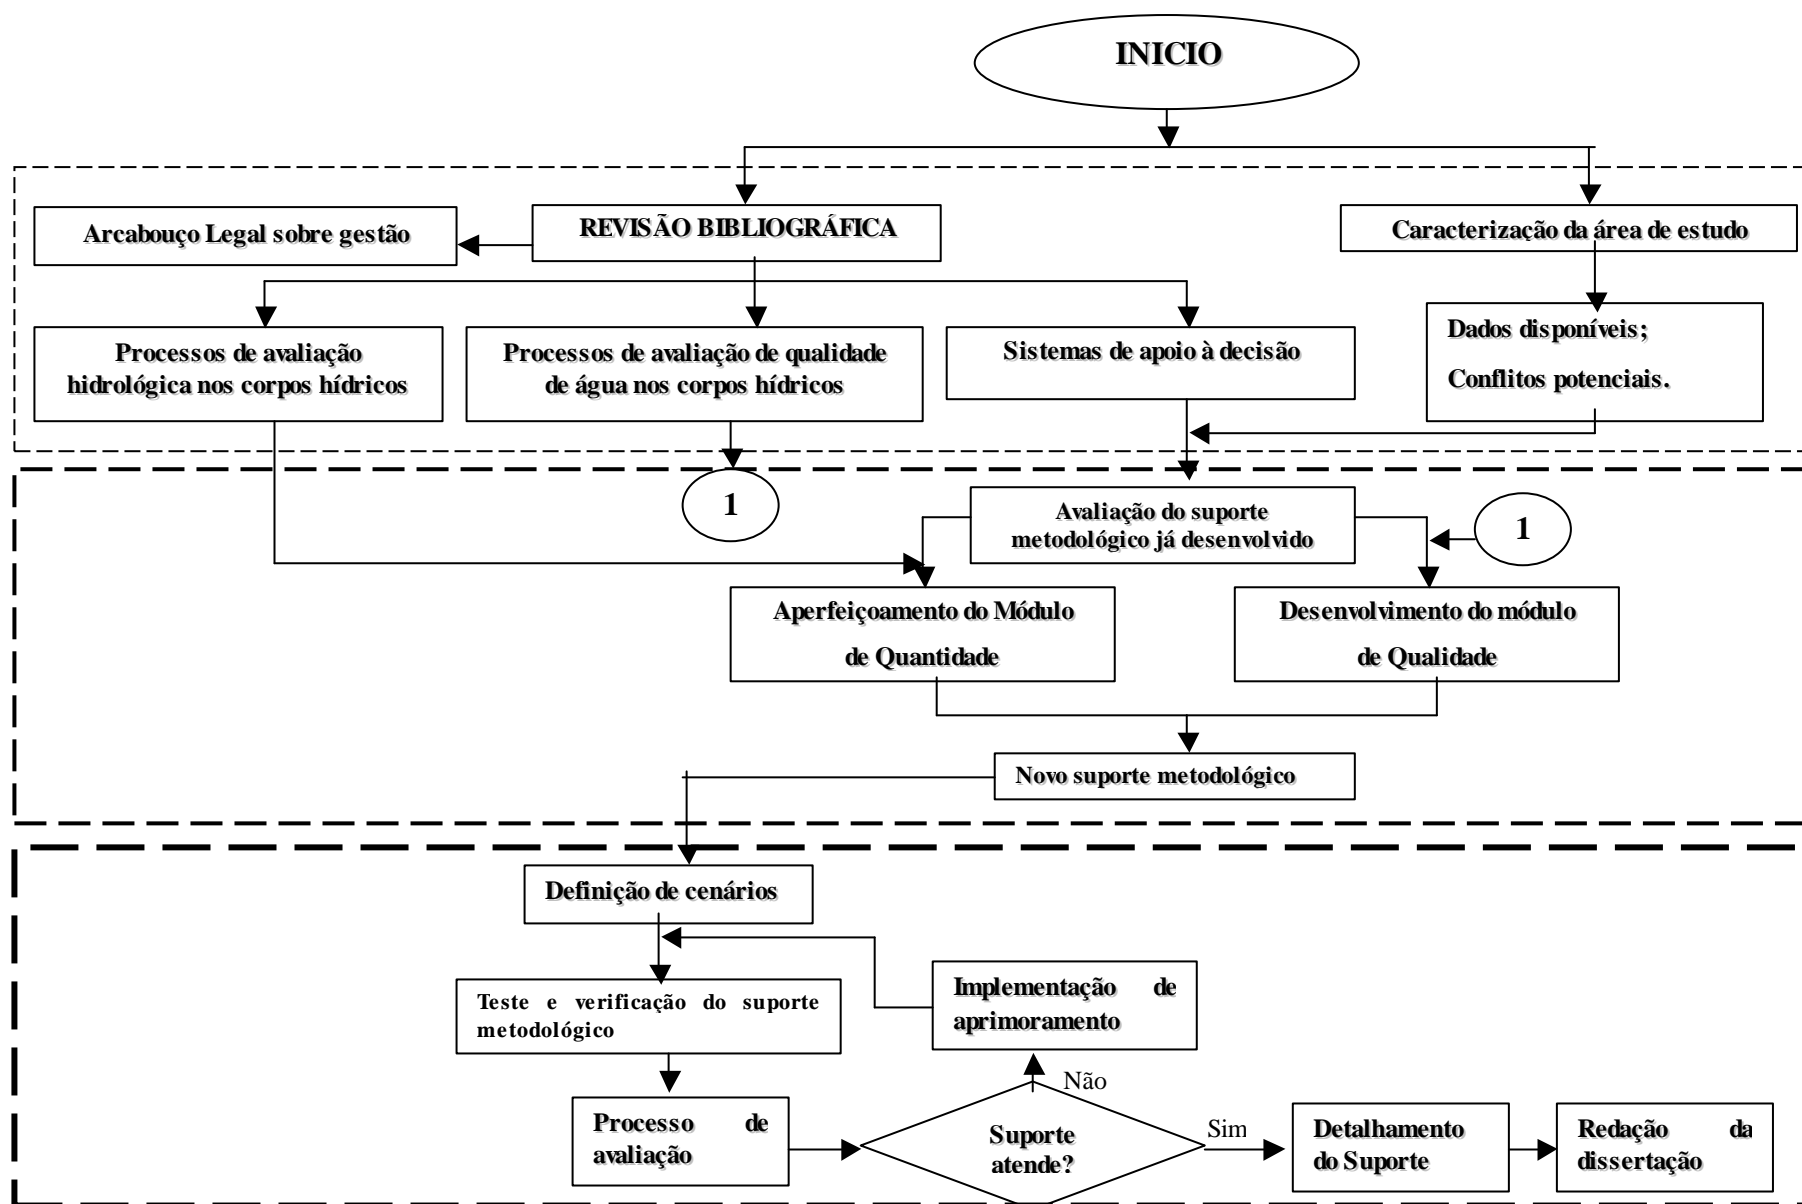 INICIO
Arcabouço Legal sobre gestão
REVISÃO BIBLIOGRÁFICA
Caracterização da área de estudo
Processos de avaliação
hidrológica nos corpos hídricos
Processos de avaliação de qualidade
de água nos corpos hídricos
Sistemas de apoio à decisão
Dados disponíveis;
Conflitos potenciais.
1
Avaliação do suporte
metodológico já desenvolvido
1
Aperfeiçoamento do Módulo
de Quantidade
Desenvolvimento do módulo
de Qualidade
Novo suporte metodológico
Definição de cenários
Teste e verificação do suporte
metodológico
Implementação de
aprimoramento
Não
Processo de
avaliação
Suporte
atende?
Sim
Detalhamento
do Suporte
Redação da
dissertação